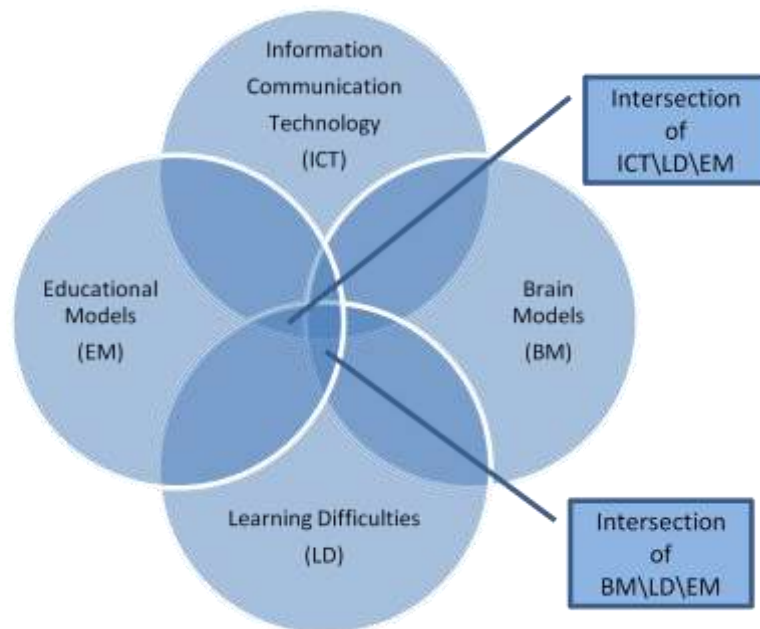 Information
Communication
Technology
(ICT)
Intersection
of
ICT\LD\EM
Educational
Models
(EM)
Brain
Models
(BM)
Learning Difficulties
(LD)
Intersection
of
BM\LD\EM